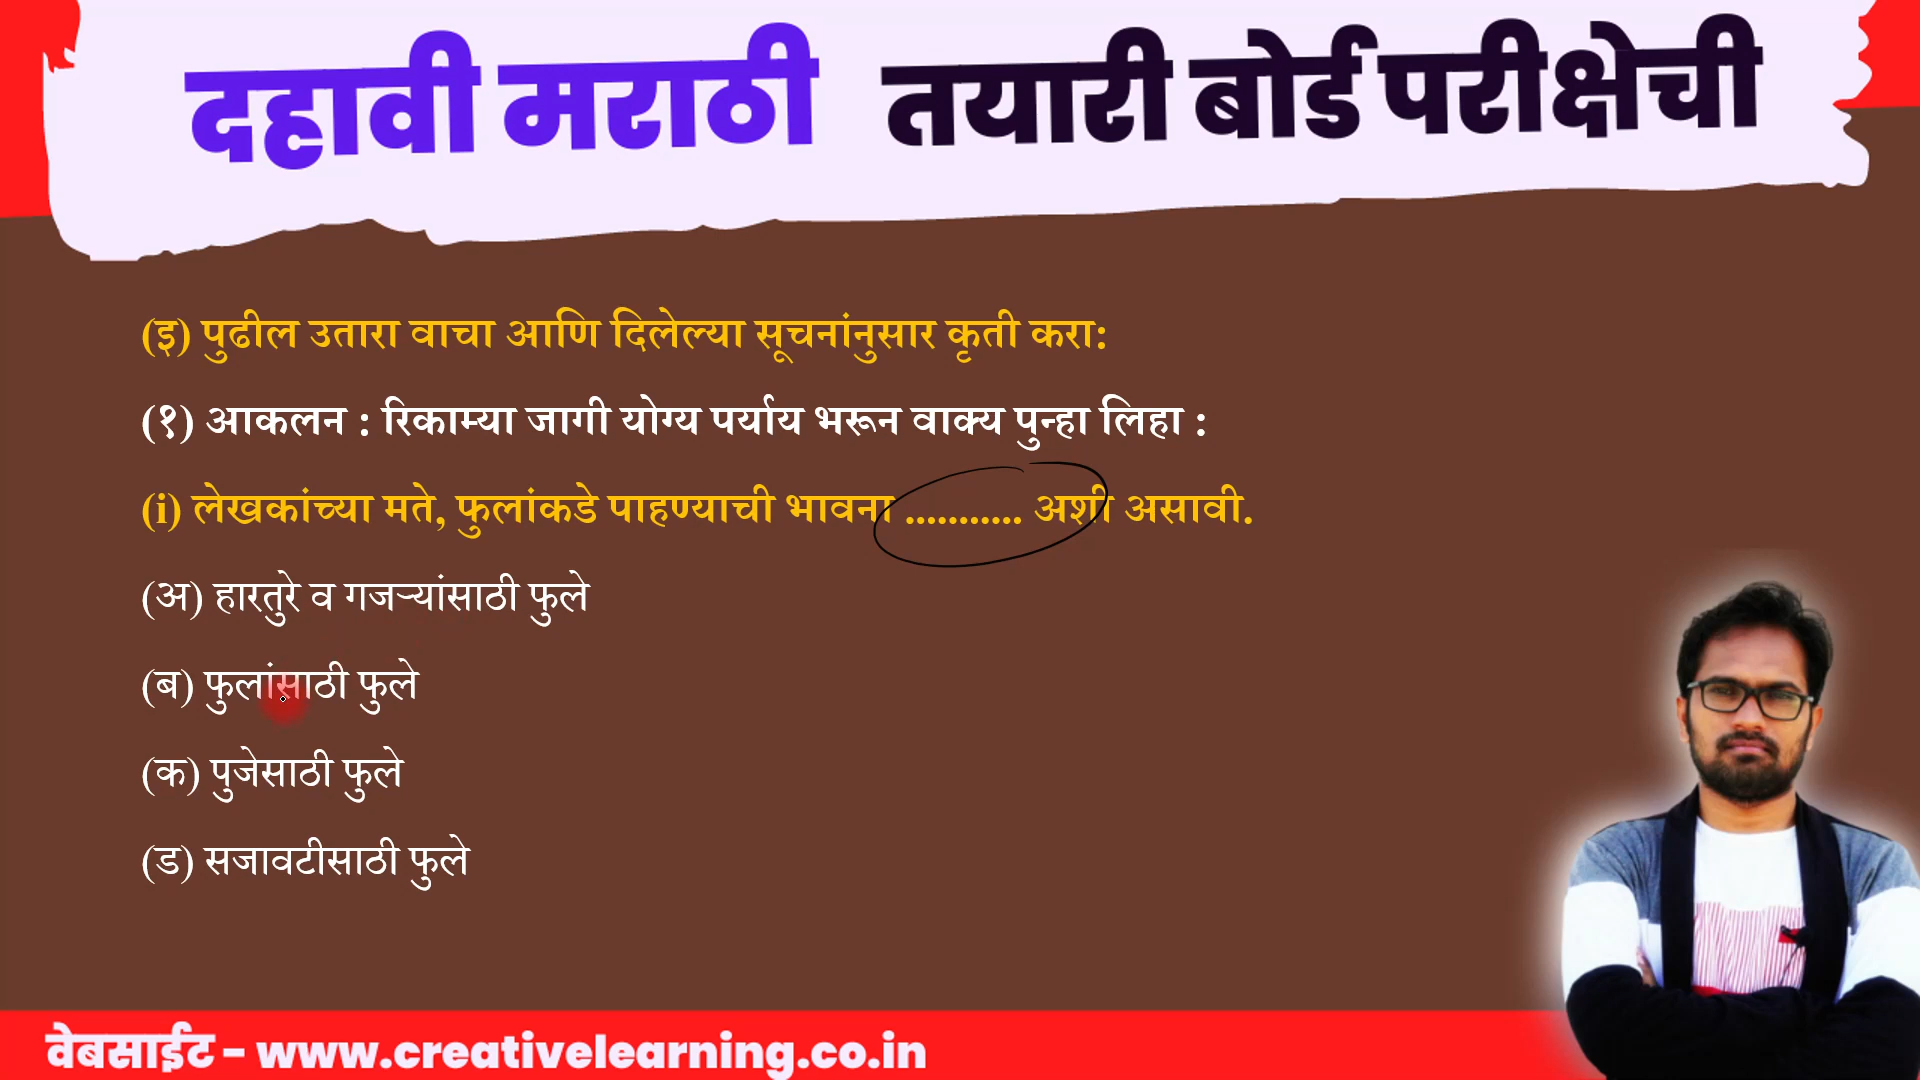 दहावी मराठी तयारी बोर्ड परीक्षेची
(इ) पुढील उतारा वाचा आणि दिलेल्या सूचनांनुसार कृती करा:
(१) आकलन : रिकाम्या जागी योग्य पर्याय भरून वाक्य पुन्हा लिहा :
(i) लेखकांच्या मते, फुलांकडे पाहण्याची भावना ........... अशी असावी.
(अ) हारतुरे व गजऱ्यांसाठी फुले
(ब) फुलांसाठी फुले
(क) पुजेसाठी फुले
(ड) सजावटीसाठी फुले
वेबसाईट - www.creativelearning.co.in